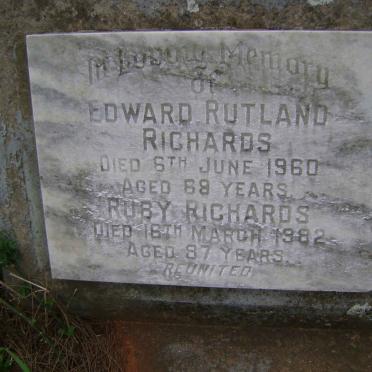 In Loving Memory
of
EDWARD RUTLAND
RICHARDS
DIED 6TH JUNE 1960
AGED 68 YEARS.
RUBY RICHARDS
DIED 16TH MARCH 1982
AGED 87 YEARS.
REUNITED